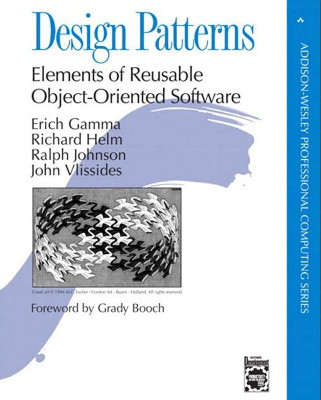 Design Patterns
Elements of Reusable
Object-Oriented Software
Erich Gamma
Richard Helm
Ralph Johnson
John Vlissides
Foreword by Grady Booch
ADDISON-WESLEY PROFESSIONAL COMPUTING SERIES